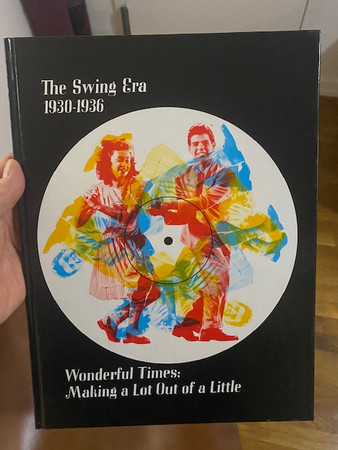 The Swing Era
1930-1936
Wonderful Times:
Making a Lot Out of a Little